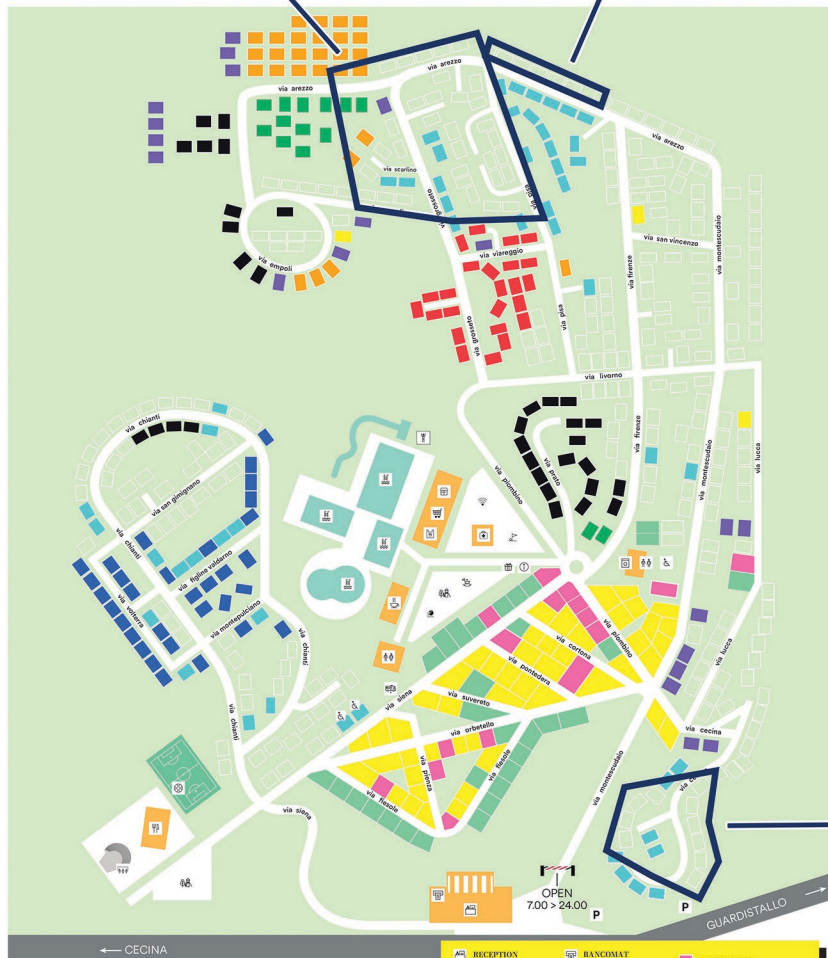 via arezzo
via arezzo
via scarlino
via grosseto
via pisa
via arezzo
via empoli
via viareggio
via san vincenzo
via firenze
via montescudaio
via pisa
via grosseto
via livorno
via chianti
via san gimignano
via prato
via firenze
via montescudaio
via lucca
via piombino
via chianti
via figline valdarno
via volterra
via montepulciano
via chianti
via piombino
via cortona
via pontedera
via lucca
via siena
via suvereto
via orbetello
via cecina
via chianti
via pienza
via fiesole
via fiesole
via montescudaio
via siena
OPEN
7.00 > 24.00
P
P
GUARDISTALLO →
← CECINA
RECEPTION
BANCOMAT